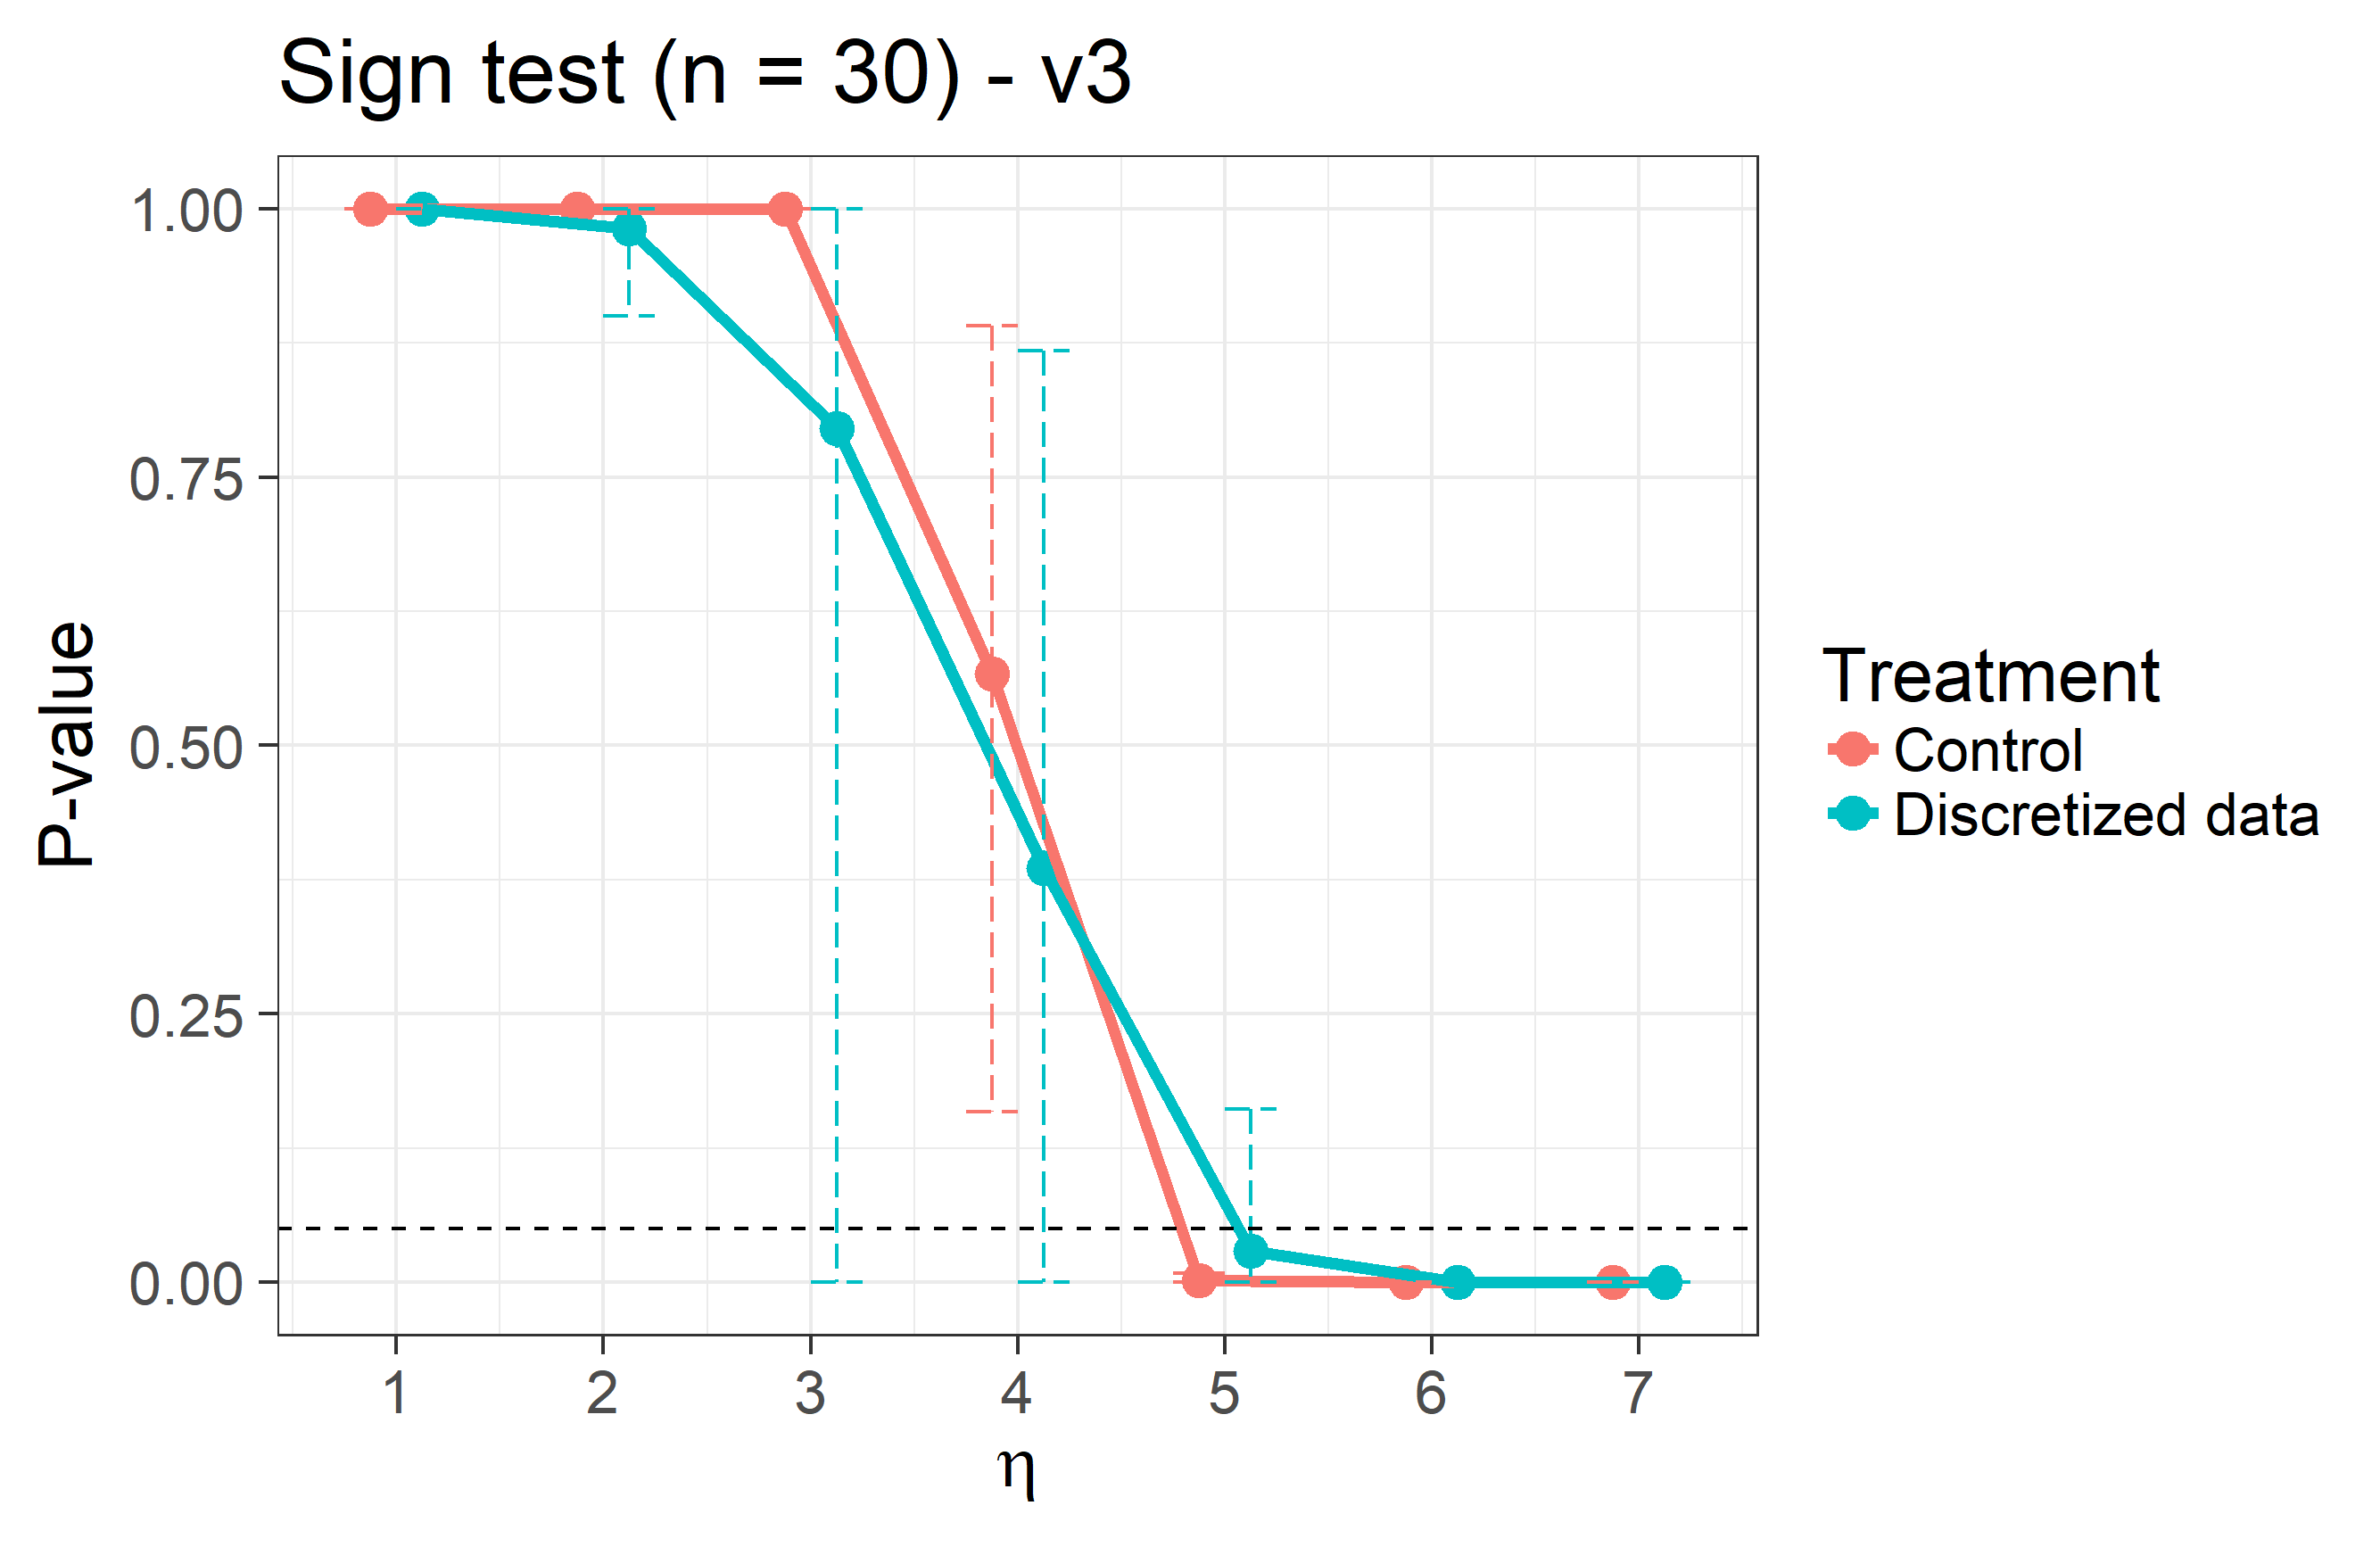 Sign test (n = 30) - v3
1.00
0.75
0.50
0.25
0.00
P-value
1 2 3 4 5 6 7
η
Treatment
Control
Discretized data